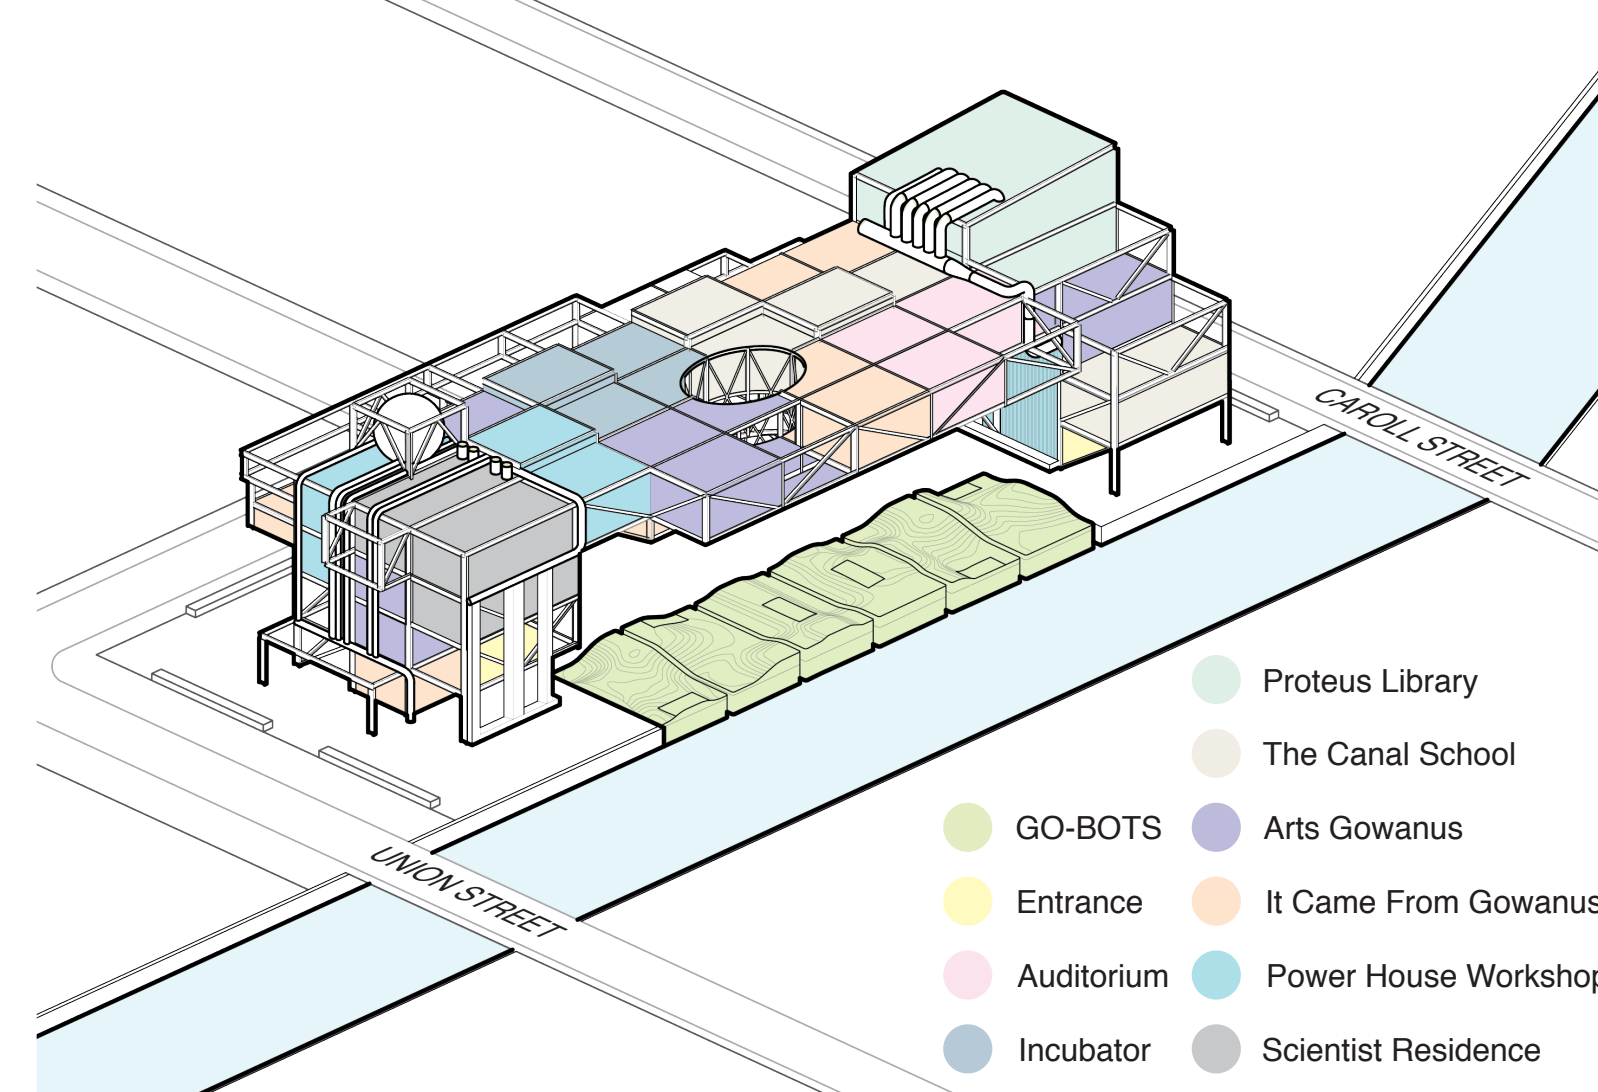 CAROLL STREET
UNION STREET
Proteus Library
The Canal School
GO-BOTS
Arts Gowanus
Entrance
It Came From Gowanus
Auditorium
Power House Workshop
Incubator
Scientist Residence